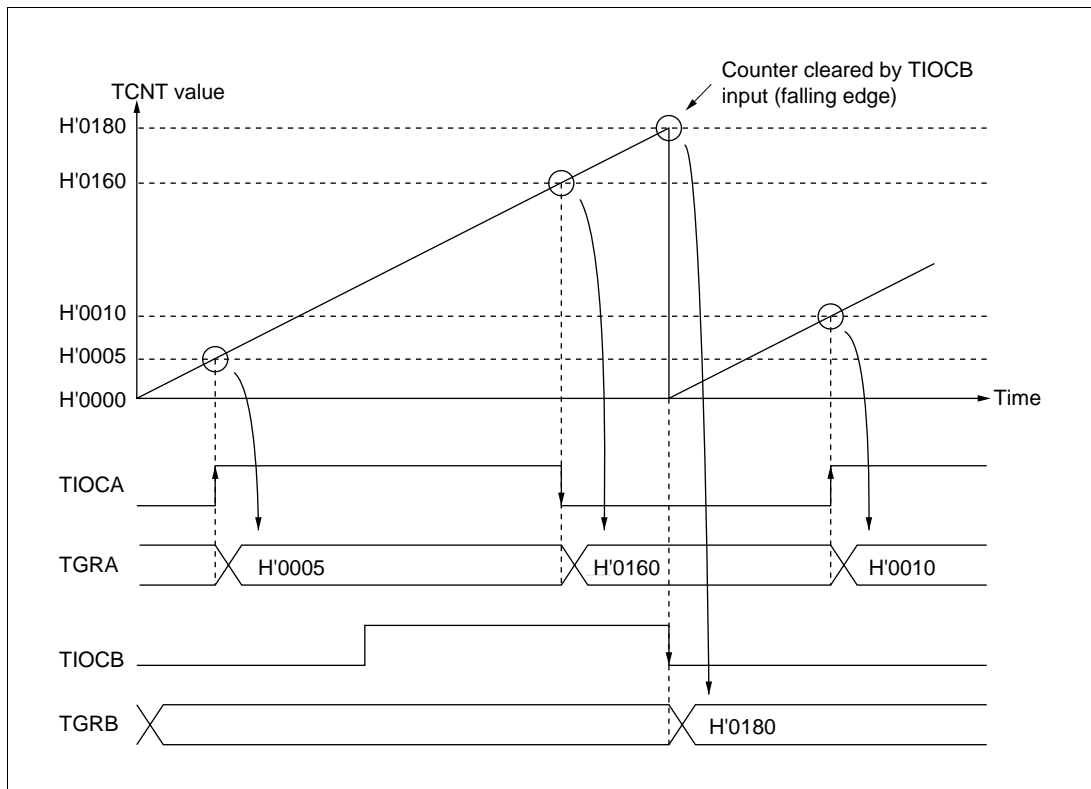 Counter cleared by TIOCB
input (falling edge)
TCNT value
H'0180
H'0160
H'0010
H'0005
H'0000
Time
TIOCA
TGRA
H'0005
H'0160
H'0010
TIOCB
TGRB
H'0180